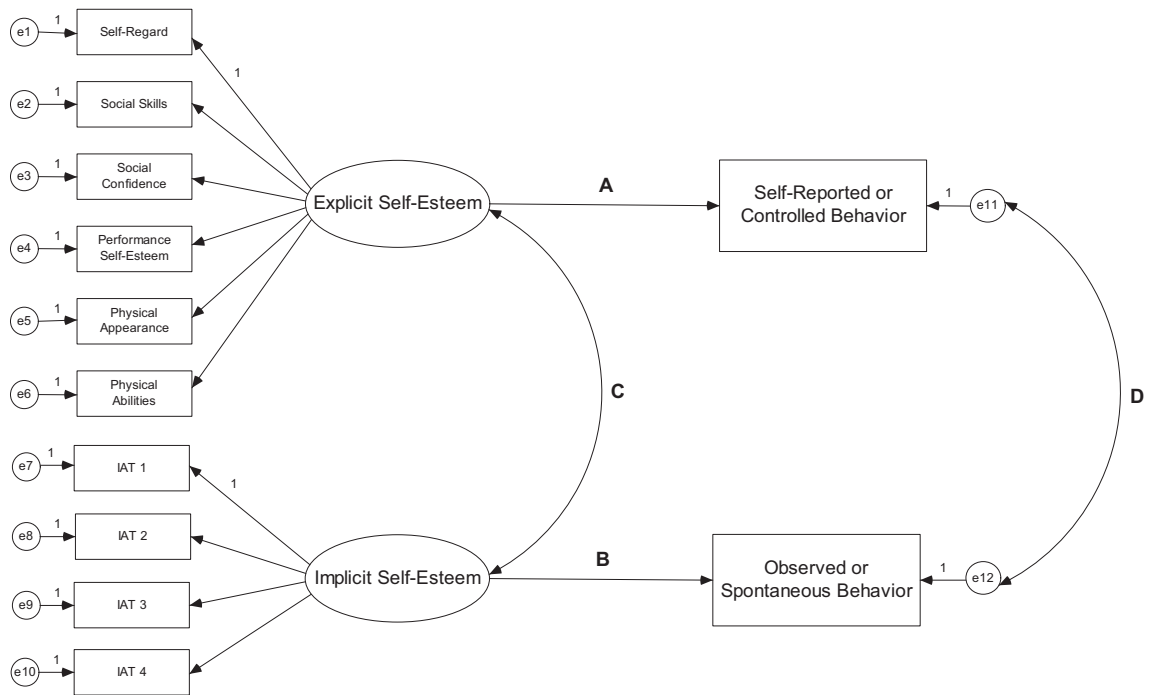 e1
1
Self-Regard
1
e2
1
Social Skills
e3
1
Social
Confidence
e4
1
Performance
Self-Esteem
e5
1
Physical
Appearance
e6
1
Physical
Abilities
Explicit Self-Esteem
A
Self-Reported or
Controlled Behavior
1
e11
C
D
e7
1
IAT 1
1
e8
1
IAT 2
e9
1
IAT 3
e10
1
IAT 4
Implicit Self-Esteem
B
Observed or
Spontaneous Behavior
1
e12